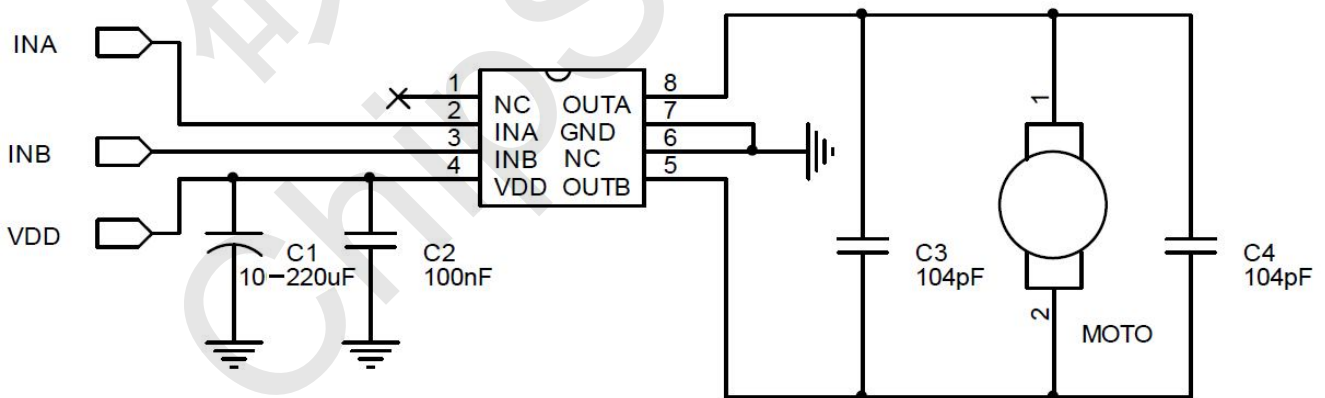 INA
INB
VDD
1
2
3
4
NC OUTA
INA GND
INB NC
VDD OUTB
8
7
6
5
C1
10-220uF
C2
100nF
C3
104pF
1
2
MOTO
C4
104pF